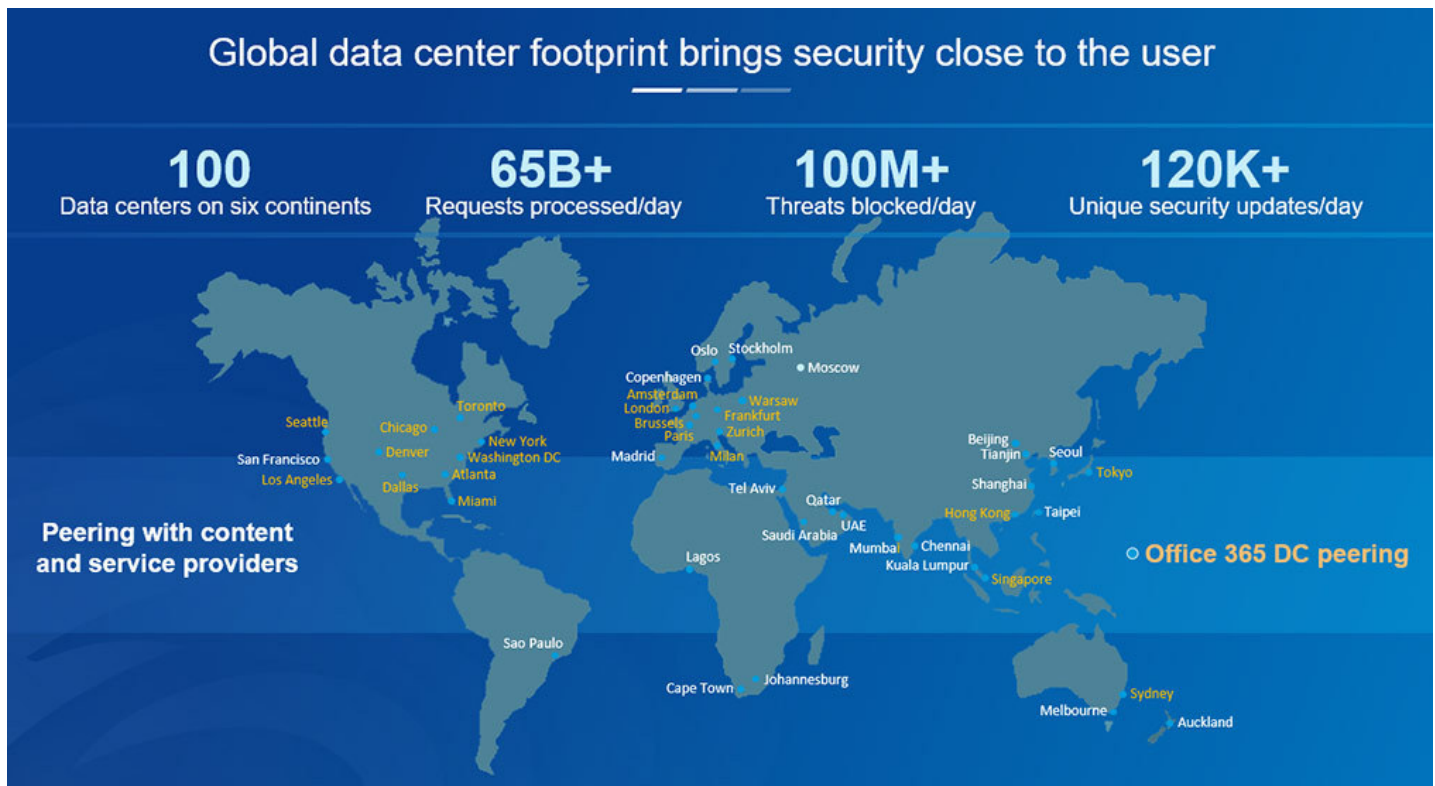 Global data center footprint brings security close to the user
100
Data centers on six continents
65B+
Requests processed/day
100M+
Threats blocked/day
120K+
Unique security updates/day
Oslo
Stockholm
Moscow
Copenhagen
Amsterdam
London
Brussels
Paris
Warsaw
Frankfurt
Zurich
Milan
Madrid
Toronto
Seattle
Chicago
New York
Denver
Washington DC
San Francisco
Los Angeles
Dallas
Atlanta
Miami
Beijing
Tianjin
Seoul
Tokyo
Shanghai
Hong Kong
Taipei
Tel Aviv
Qatar
UAE
Saudi Arabia
Mumbai
Chennai
Kuala Lumpur
Singapore
Lagos
Peering with content
and service providers
Office 365 DC peering
Sao Paulo
Cape Town
Johannesburg
Sydney
Melbourne
Auckland